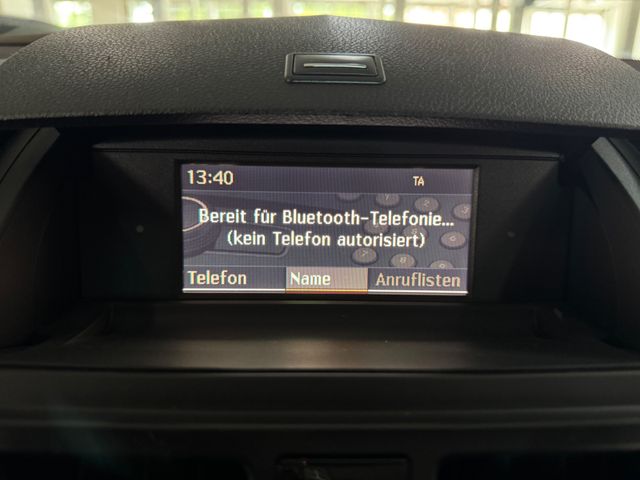 13:40 TA
Bereit für Bluetooth-Telefonie...
(kein Telefon autorisiert)
Telefon Name Anruflisten